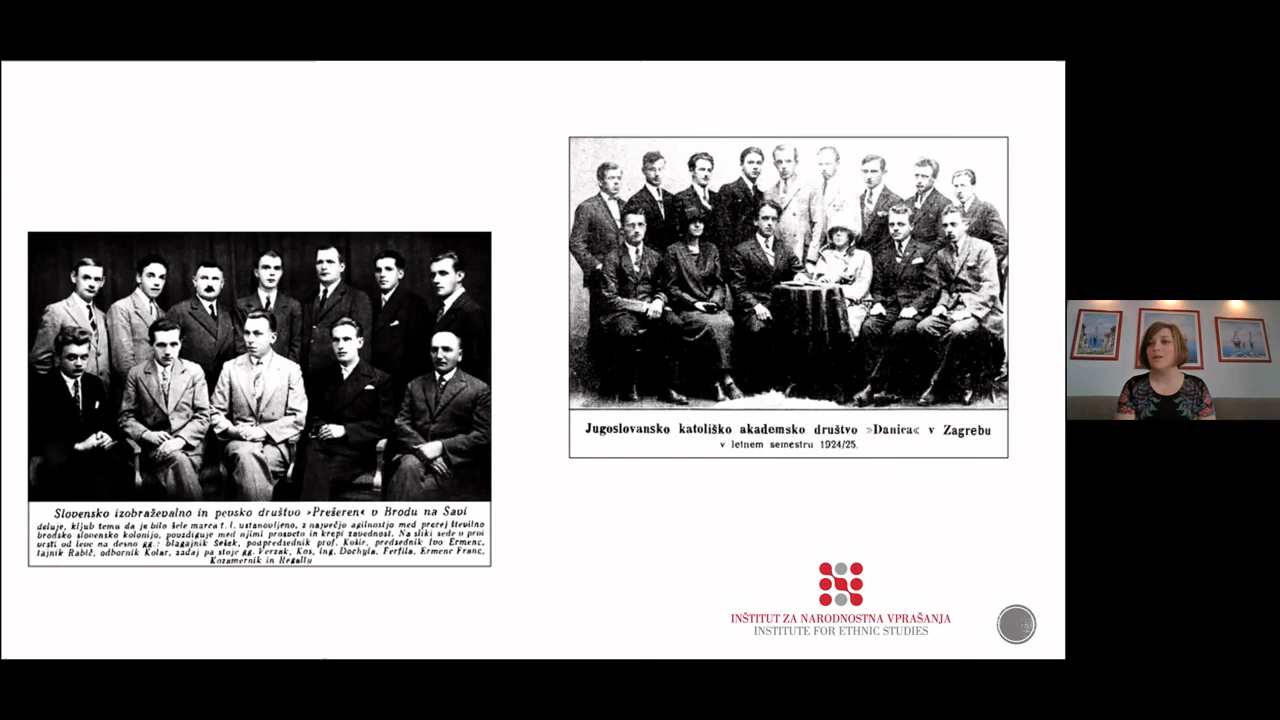 Slovensko izobraževalno in pevsko društvo »Prešeren« v Brodu na Savi
deluje, kljub temu da je bilo šele marca t. l. ustanovljeno, z največjo agilnostjo med precej številno
brodsko slovensko kolonijo, povzdiguje med njimi prosveto in krepi zavednost. Na sliki sede v prvi
vrsti od leve na desno gg.: blagajnik Šešek, podpredsednik prof. Košir, predsednik Ivo Ermenc,
tajnik Rabič, odbornik Kolar, zadaj pa stoje gg. Verzak, Kos, ing. Dochyla, Ferfila, Ermenc Franc,
Kozamernik in Regally
Jugoslovansko katoliško akademsko društvo »Danica« v Zagrebu
v letnem semestru 1924/25.
INŠTITUT ZA NARODNOSTNA VPRAŠANJA
INSTITUTE FOR ETHNIC STUDIES